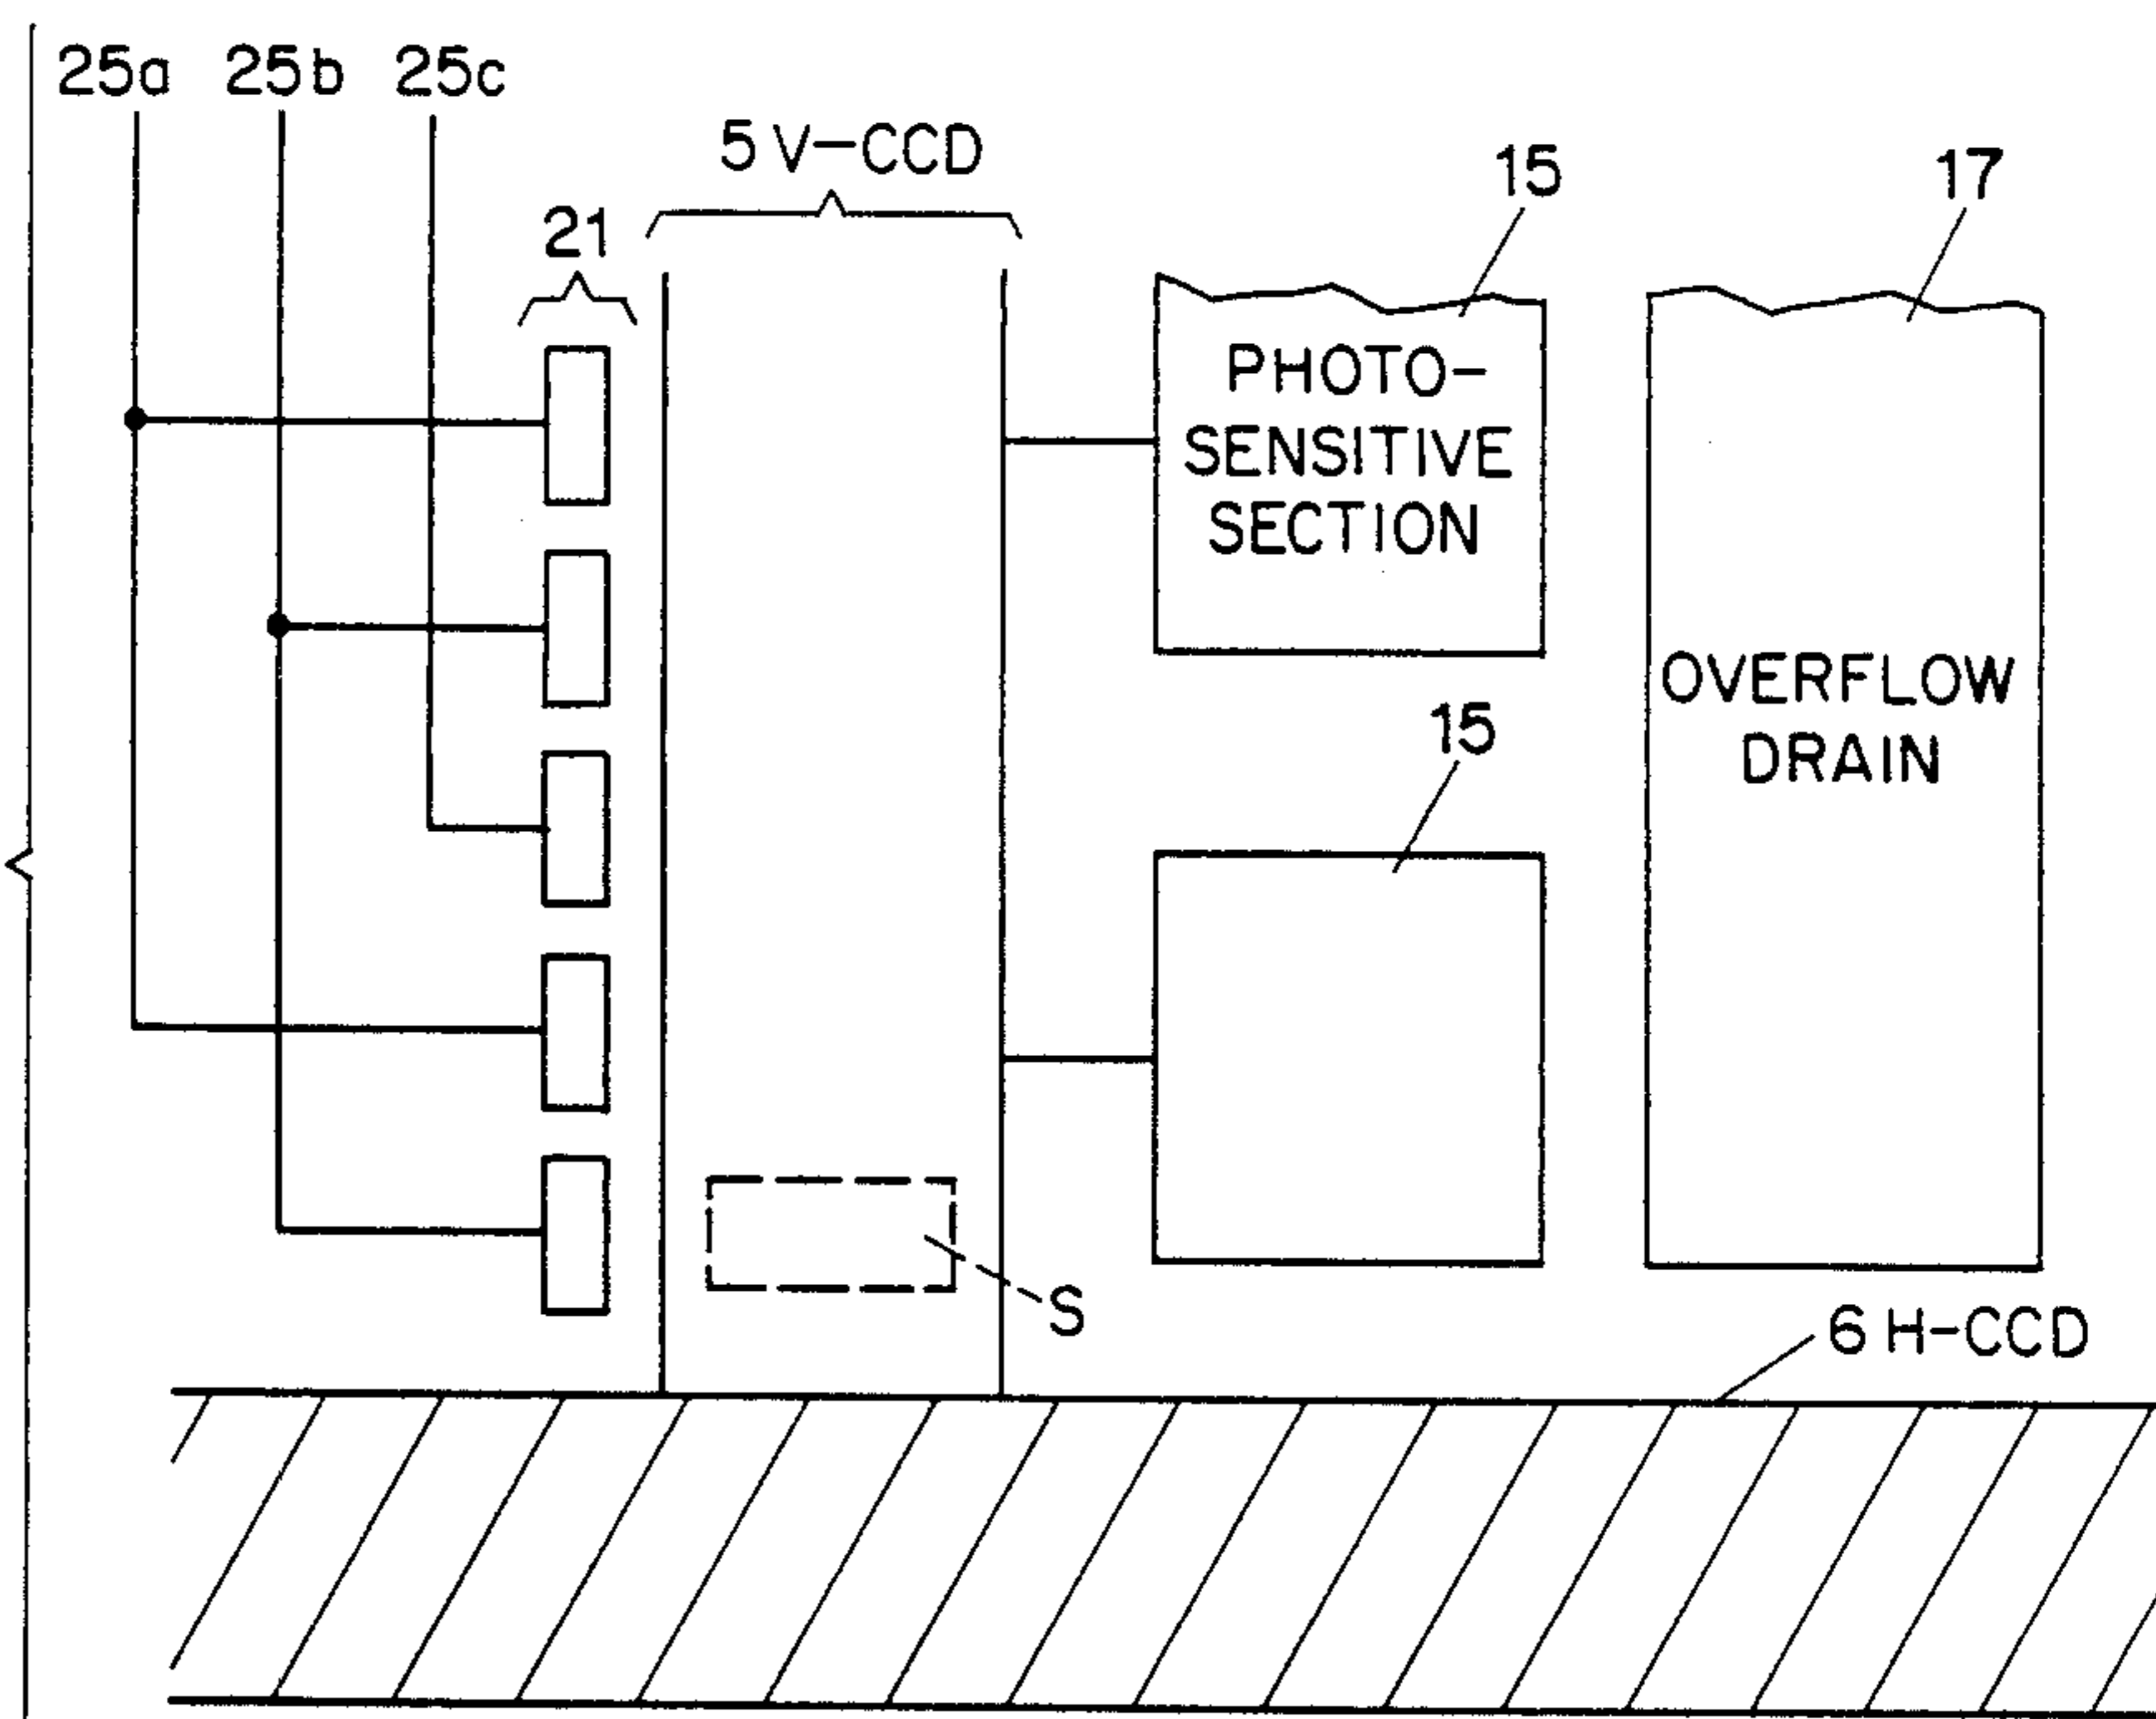 25a 25b 25c
5 V-CCD
21
15
17
PHOTO-
SENSITIVE
SECTION
OVERFLOW
DRAIN
15
S
6 H-CCD